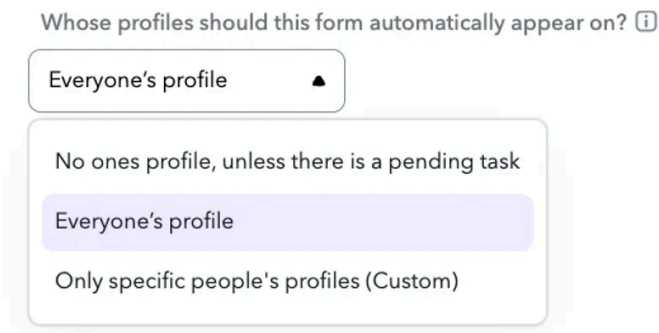 Whose profiles should this form automatically appear on?
Everyone’s profile
No ones profile, unless there is a pending task
Everyone’s profile
Only specific people's profiles (Custom)